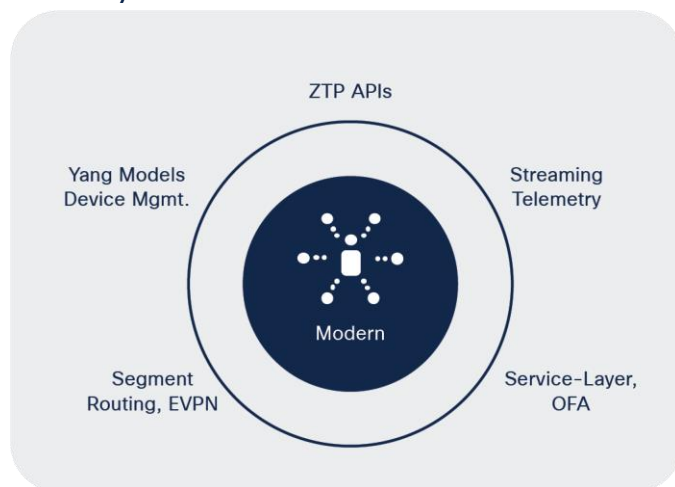 ZTP APIs
Yang Models
Device Mgmt.
Streaming
Telemetry
Modern
Segment
Routing, EVPN
Service-Layer,
OFA